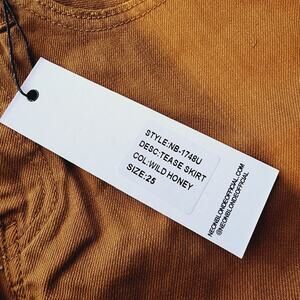 STYLE:NB-1748U
DESC:TEASE SKIRT
COL:WILD HONEY
SIZE:25
NEONBLONDEOFFICIAL.COM
@NEONBLONDEOFFICIAL